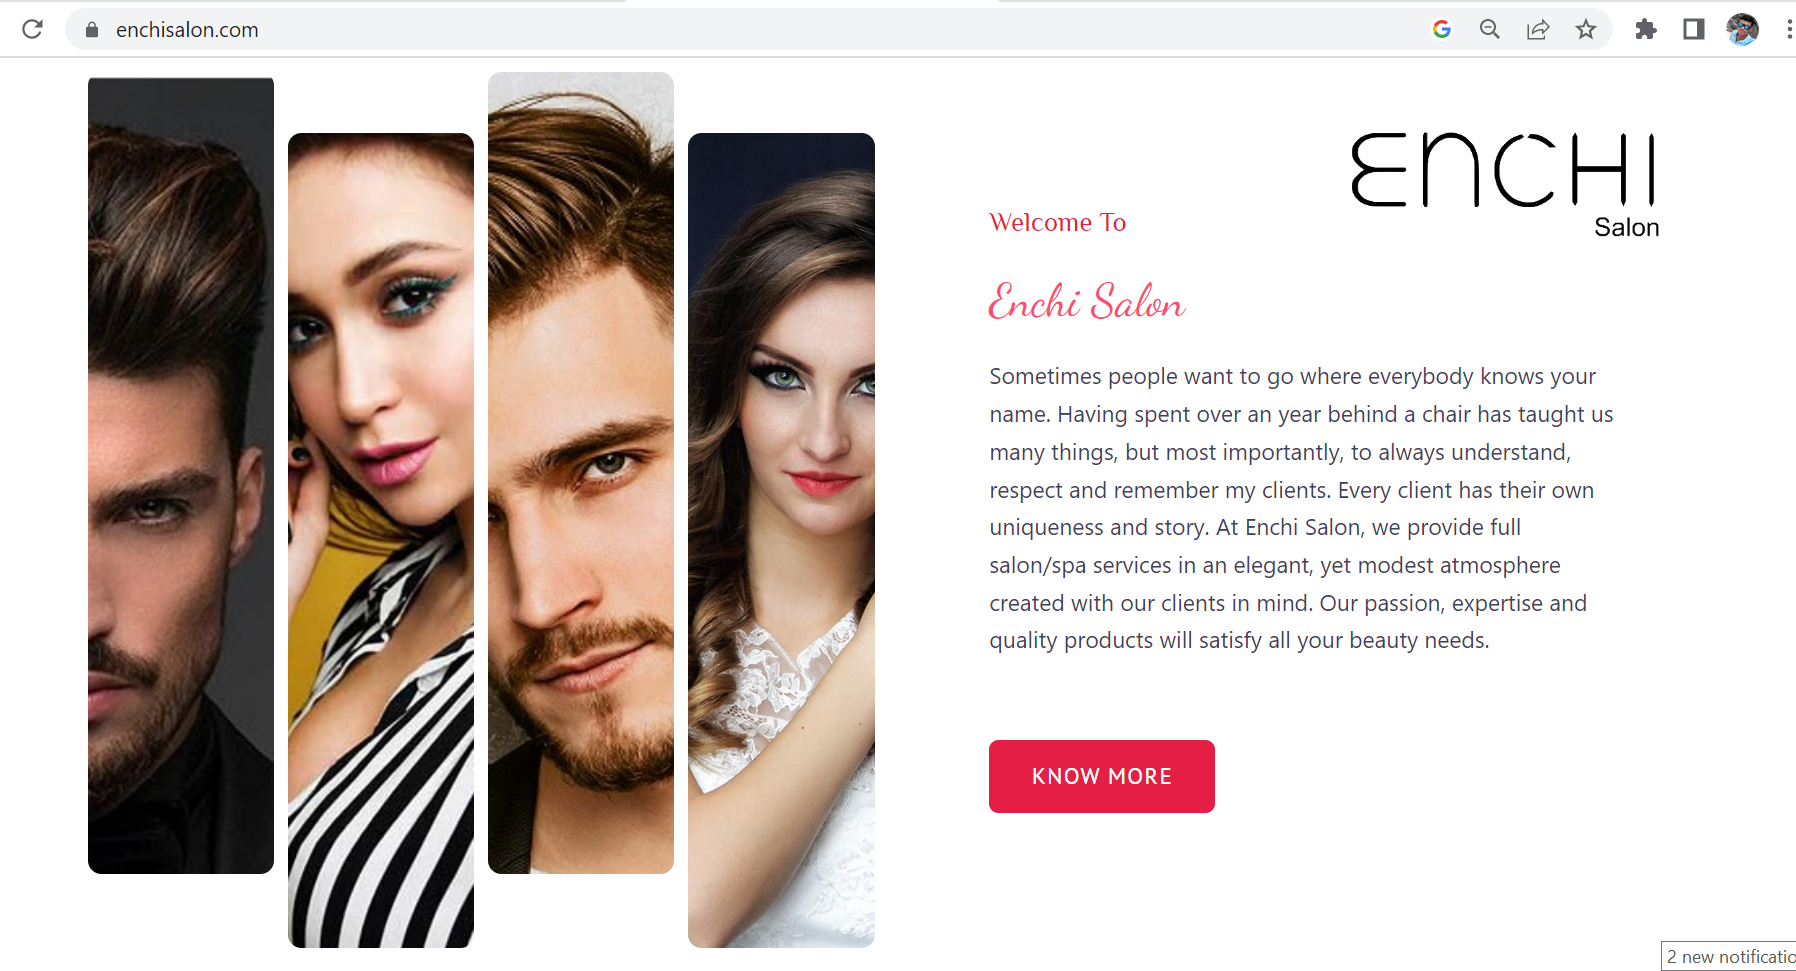 enchisalon.com
ENCHI
Salon
Welcome To
Enchi Salon
Sometimes people want to go where everybody knows your
name. Having spent over an year behind a chair has taught us
many things, but most importantly, to always understand,
respect and remember my clients. Every client has their own
uniqueness and story. At Enchi Salon, we provide full
salon/spa services in an elegant, yet modest atmosphere
created with our clients in mind. Our passion, expertise and
quality products will satisfy all your beauty needs.
KNOW MORE
2 new notificatio